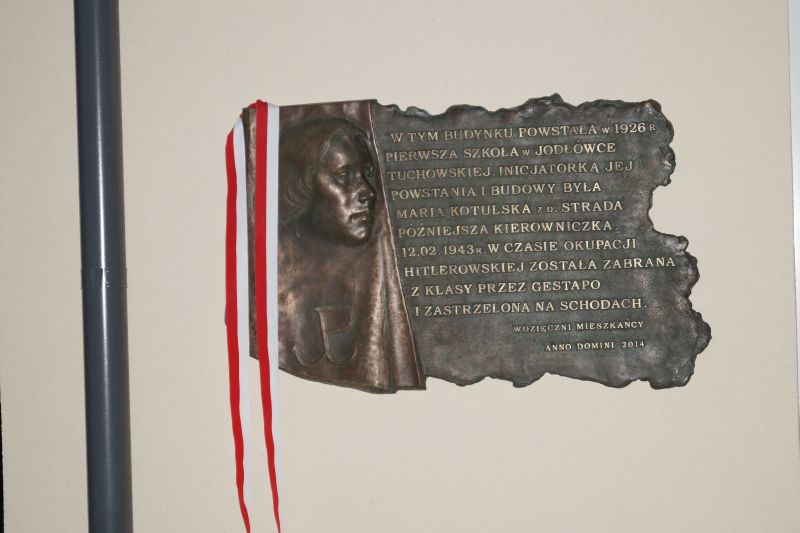 W TYM BUDYNKU POWSTAŁA W 1926 R
PIERWSZA SZKOŁA W JODŁÓWCE
TUCHOWSKIEJ. INICJATORKĄ JEJ
POWSTANIA I BUDOWY BYŁA
MARIA KOTULSKA Z D. STRADA
PÓŹNIEJSZA KIEROWNICZKA.
12.02.1943 R. W CZASIE OKUPACJI
HITLEROWSKIEJ ZOSTAŁA ZABRANA
Z KLASY PRZEZ GESTAPO
I ZASTRZELONA NA SCHODACH.
WDZIĘCZNI MIESZKAŃCY
ANNO DOMINI 2014